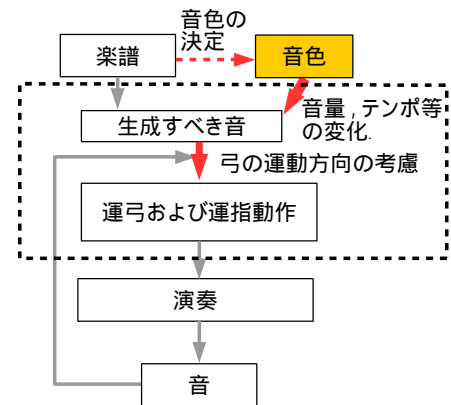 音色の
決定
楽譜
音色
音量,テンポ等
の変化.
生成すべき音
弓の運動方向の考慮
運弓および運指動作
演奏
音